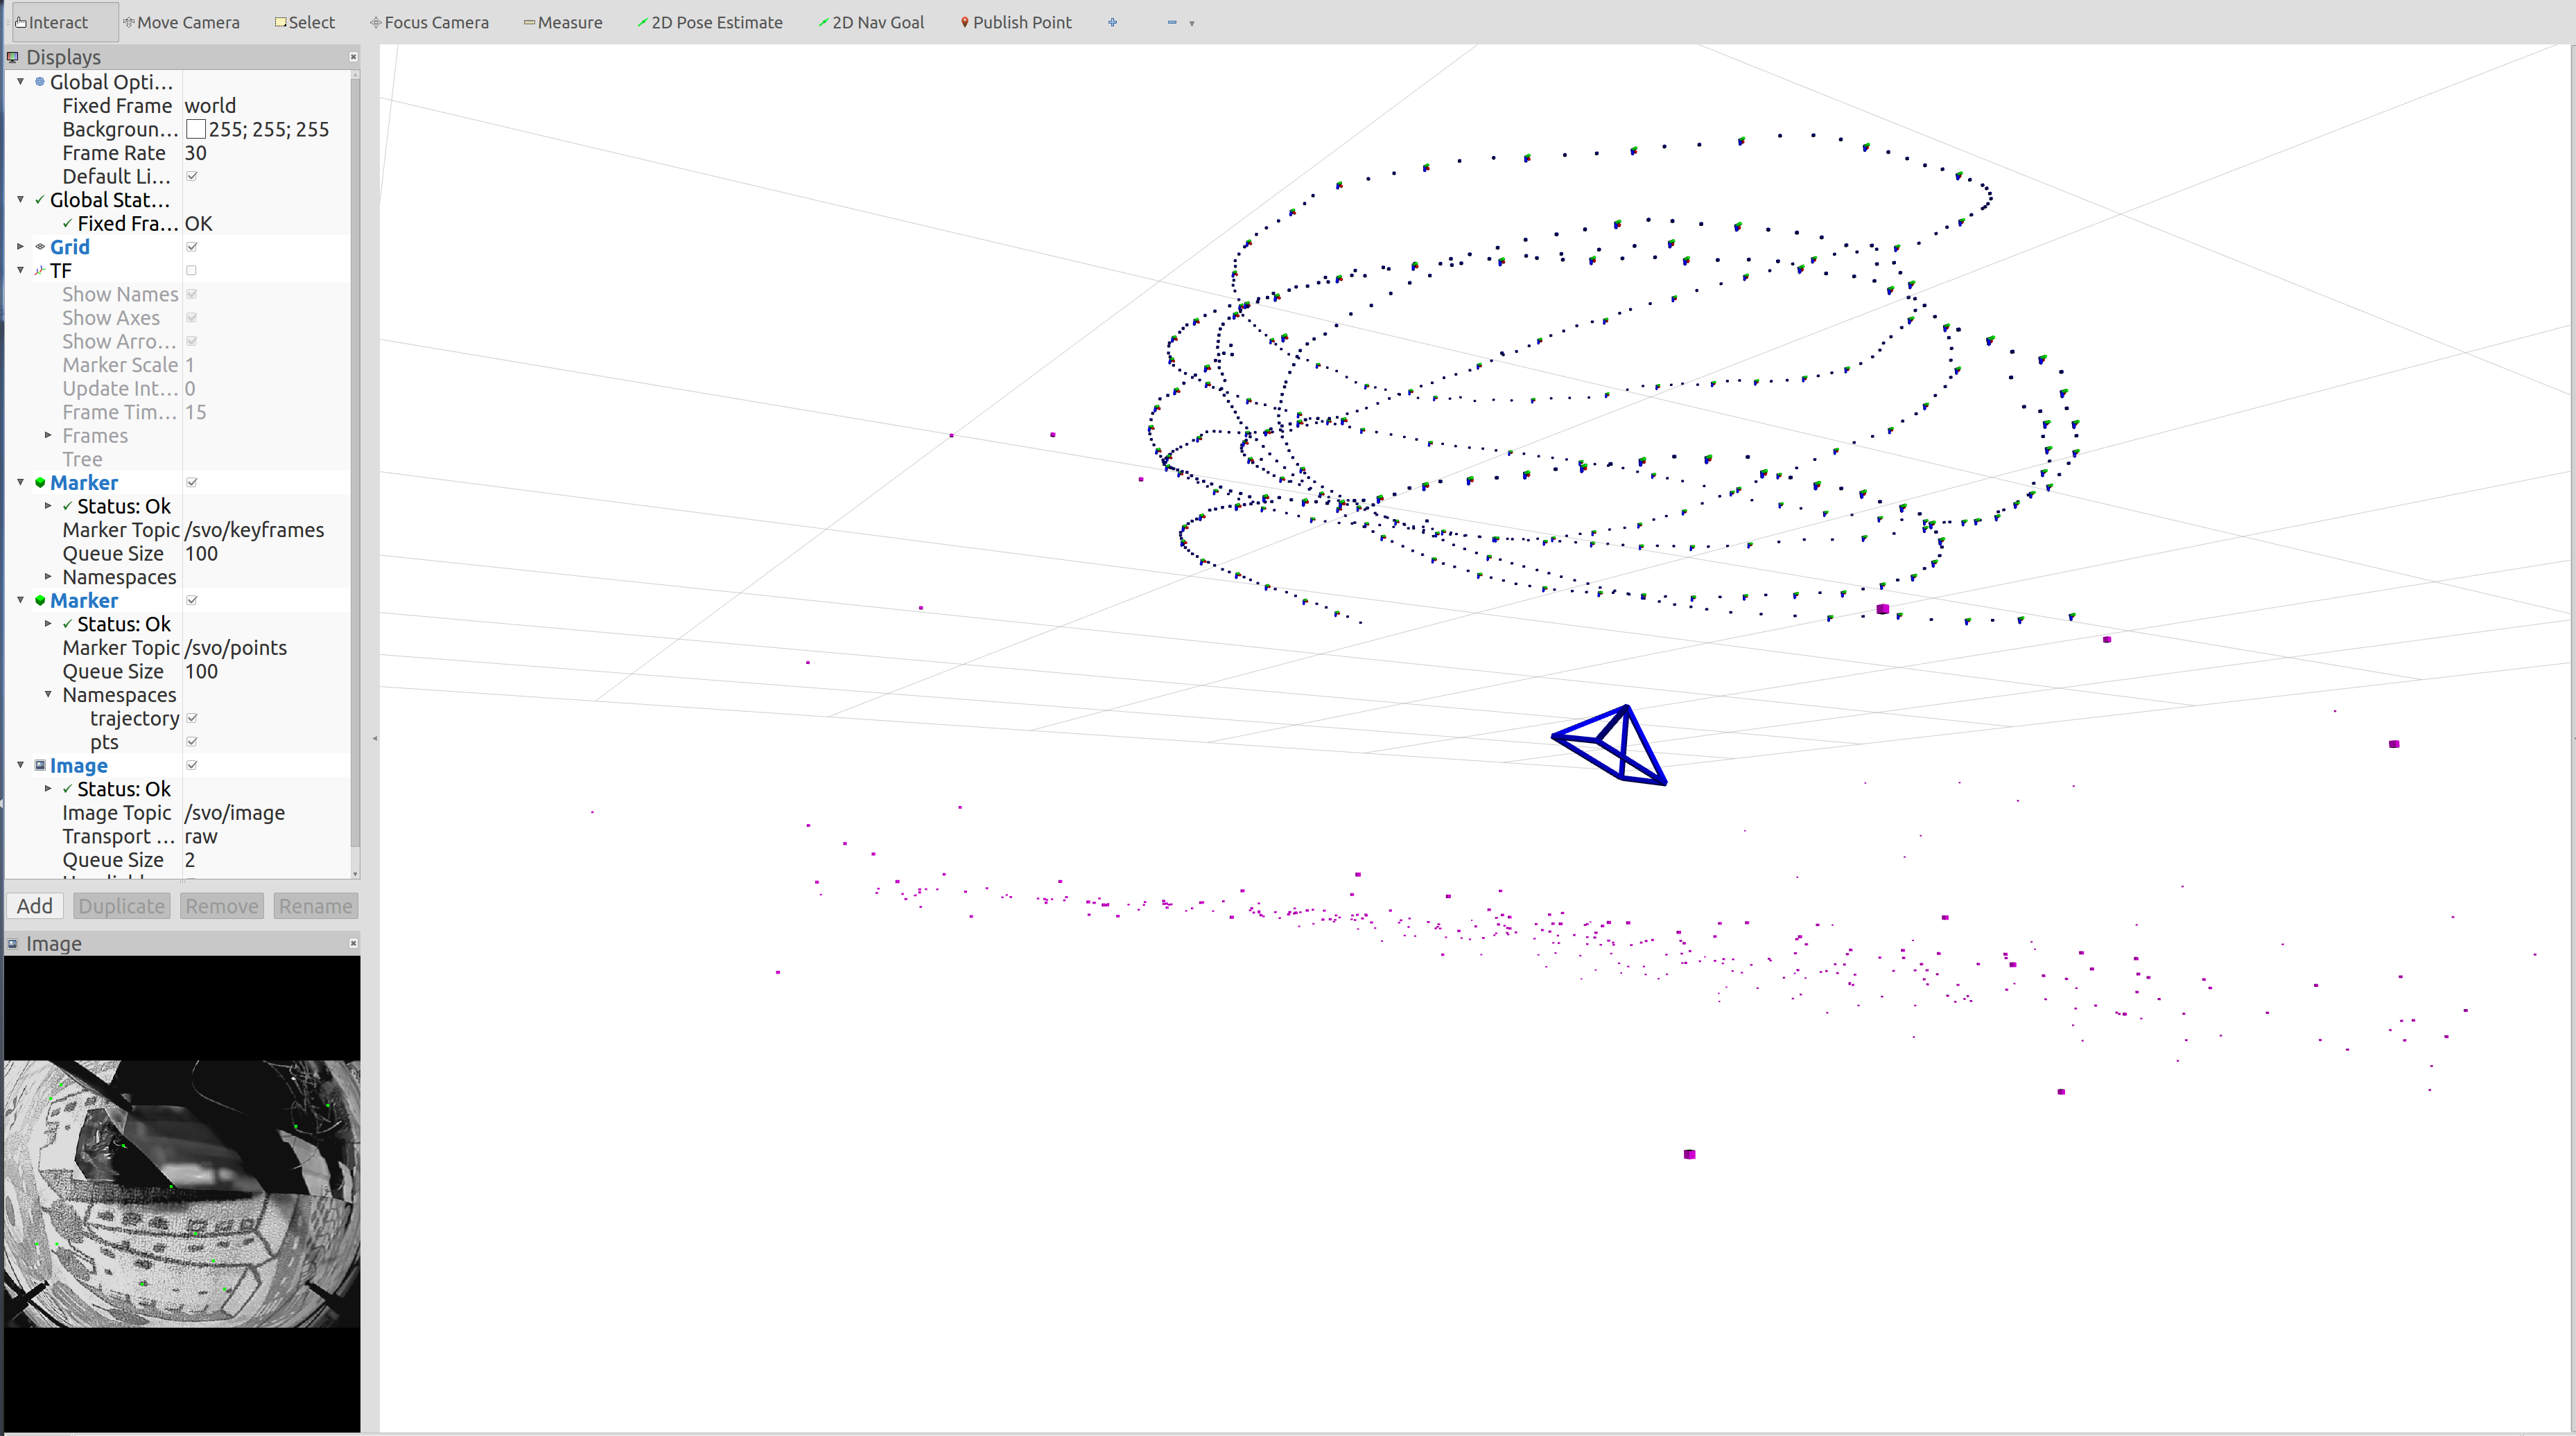 Interact Move Camera Select Focus Camera Measure 2D Pose Estimate 2D Nav Goal Publish Point
Displays
Global Opti...
Fixed Frame world
Backgroun... 255; 255; 255
Frame Rate 30
Default Li...
Global Stat...
Fixed Fra... OK
Grid
TF
Show Names
Show Axes
Show Arro...
Marker Scale 1
Update Int... 0
Frame Tim... 15
Frames
Tree
Marker
Status: Ok
Marker Topic /svo/keyframes
Queue Size 100
Namespaces
Marker
Status: Ok
Marker Topic /svo/points
Queue Size 100
Namespaces
trajectory
pts
Image
Status: Ok
Image Topic /svo/image
Transport ... raw
Queue Size 2
Add Duplicate Remove Rename
Image